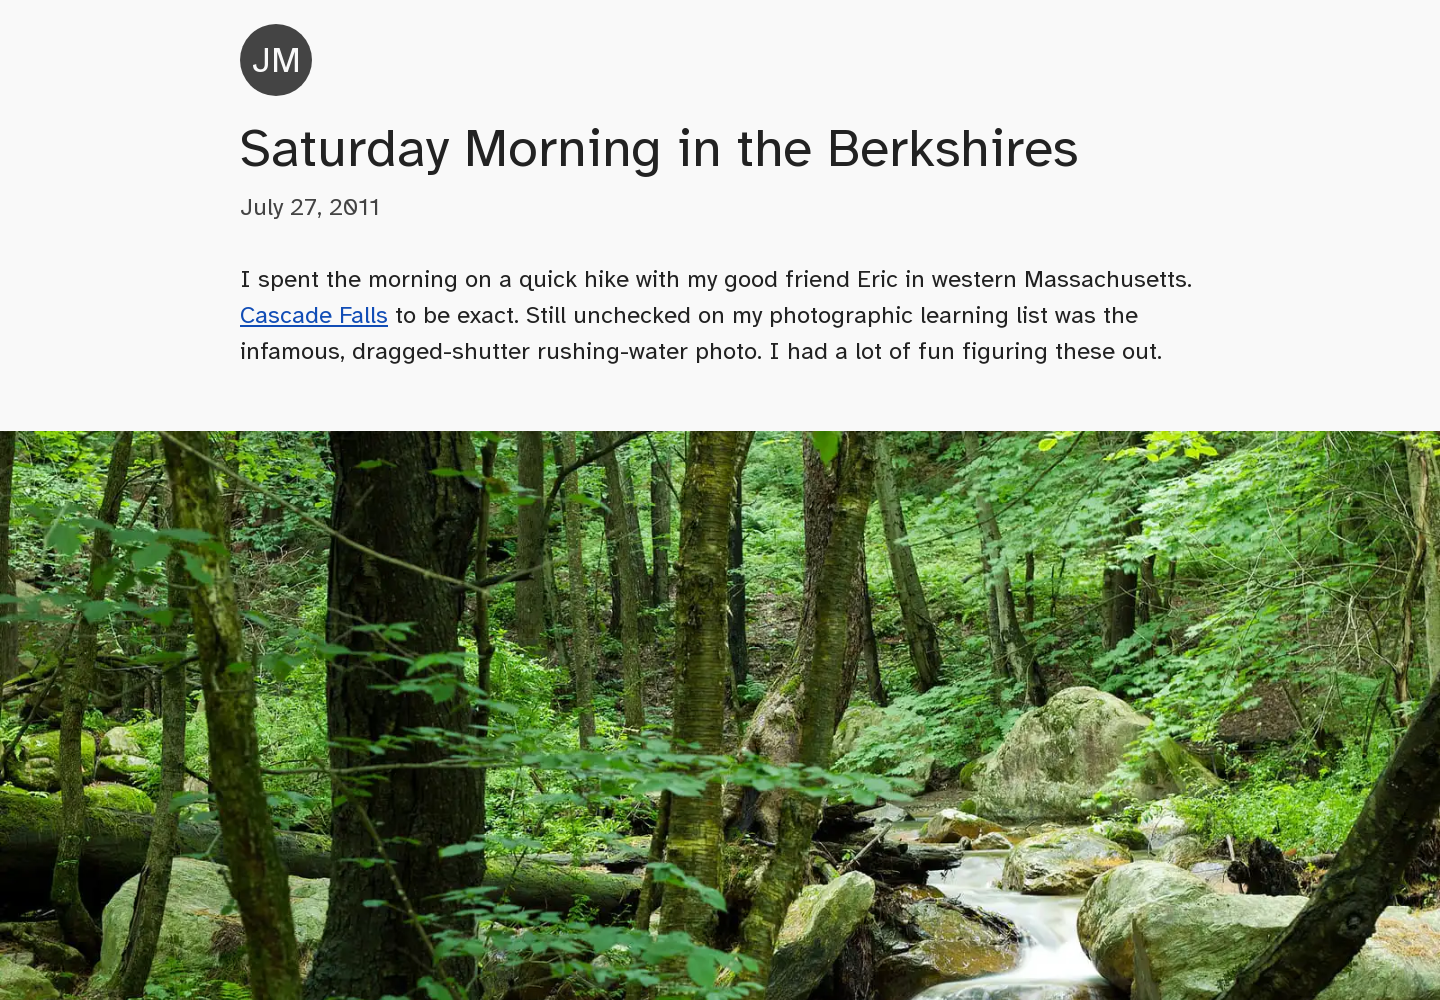 JM
Saturday Morning in the Berkshires
July 27, 2011
I spent the morning on a quick hike with my good friend Eric in western Massachusetts.
Cascade Falls to be exact. Still unchecked on my photographic learning list was the
infamous, dragged-shutter rushing-water photo. I had a lot of fun figuring these out.